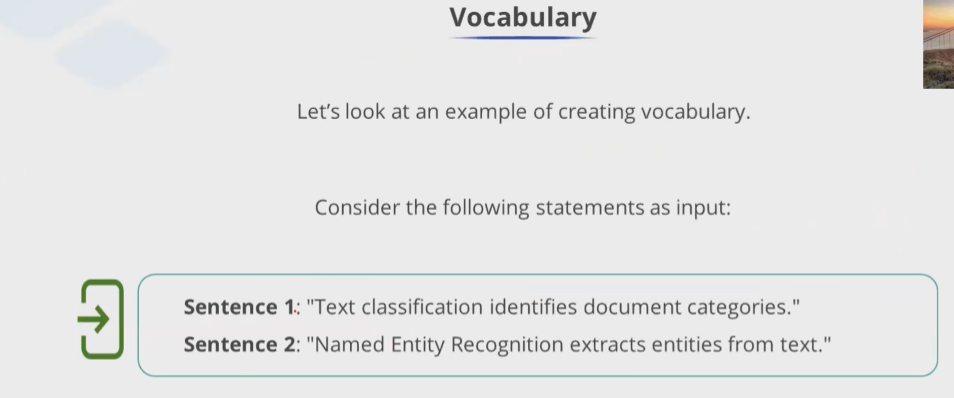 Vocabulary
Let's look at an example of creating vocabulary.
Consider the following statements as input:
Sentence 1: "Text classification identifies document categories."
Sentence 2: "Named Entity Recognition extracts entities from text."